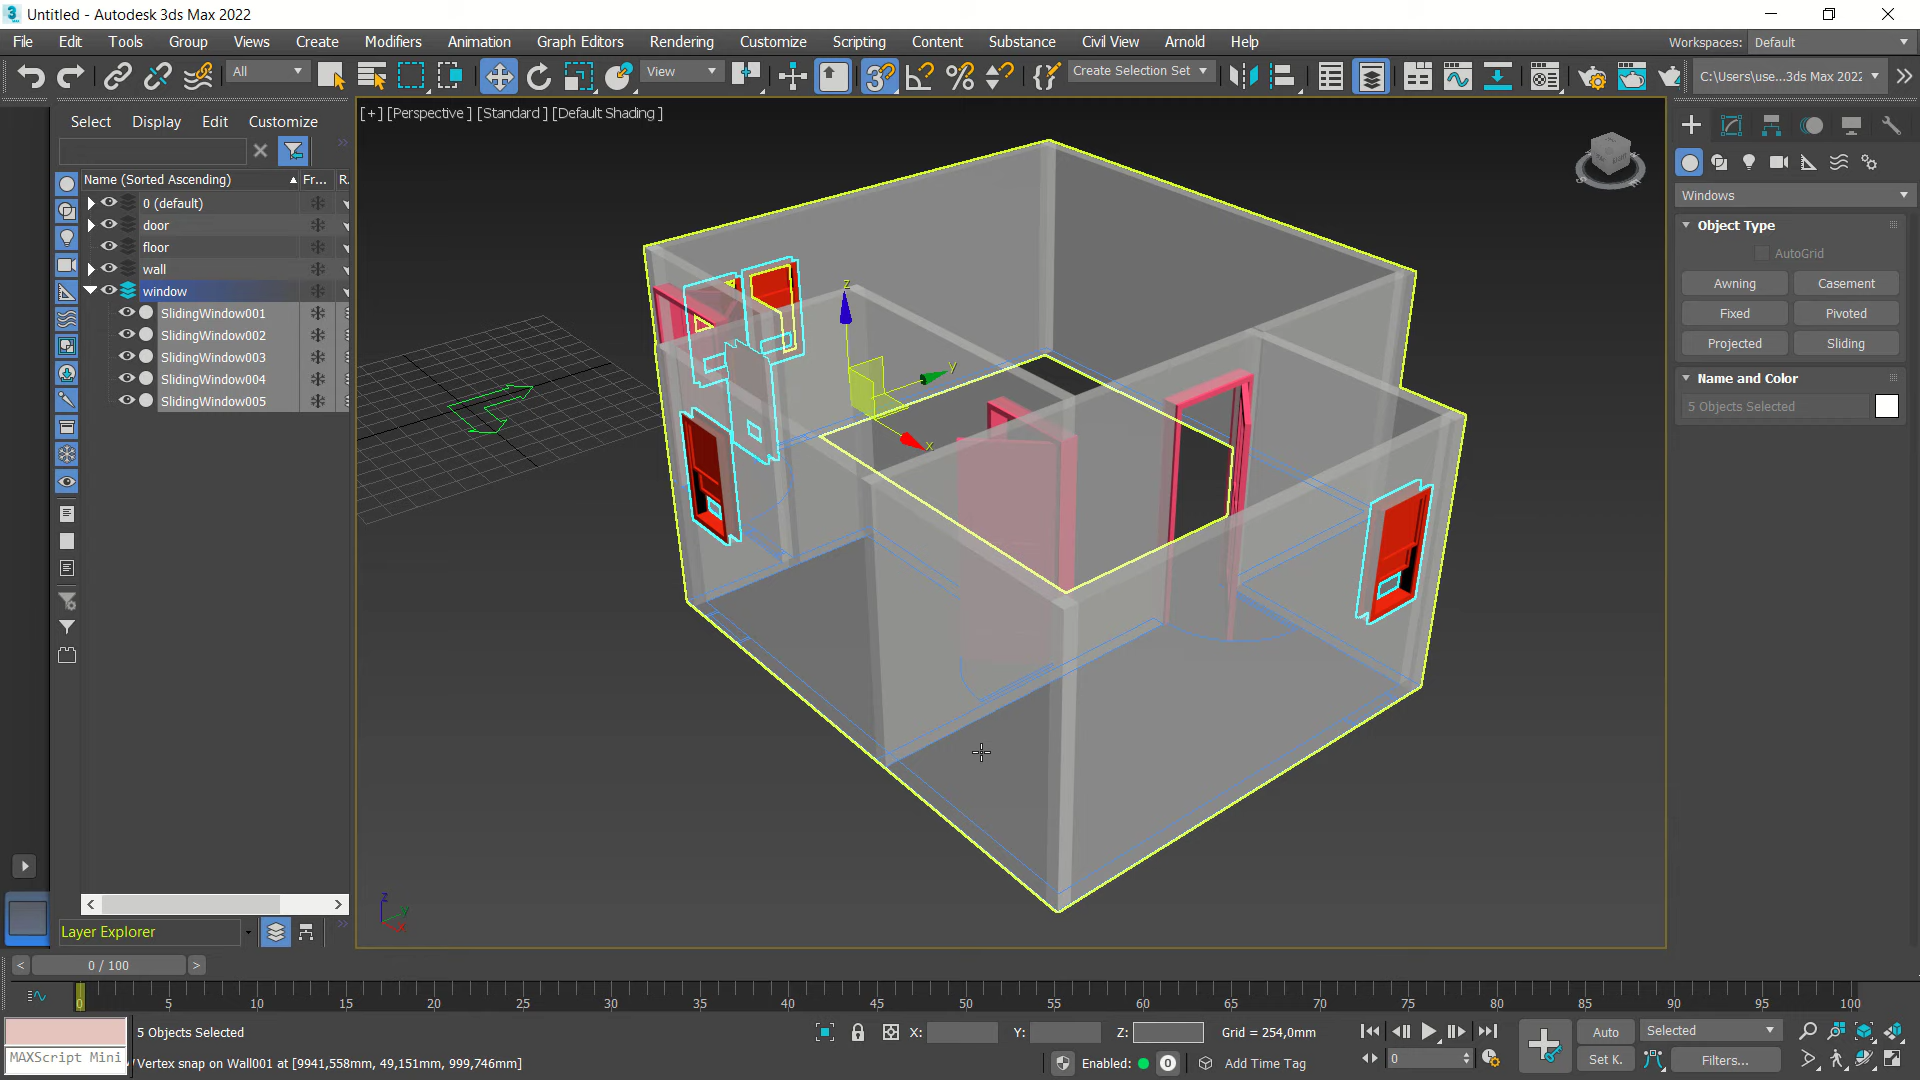 Untitled - Autodesk 3ds Max 2022
File Edit Tools Group Views Create Modifiers Animation Graph Editors Rendering Customize Scripting Content Substance Civil View Arnold Help Workspaces: Default
All View Create Selection Set C:\Users\use...3ds Max 2022
Select Display Edit Customize
[+] [Perspective ] [Standard ] [Default Shading ]
Name (Sorted Ascending) Fr... R.
0 (default)
door
floor
wall
window
SlidingWindow001
SlidingWindow002
SlidingWindow003
SlidingWindow004
SlidingWindow005
z
y
x
Windows
Object Type
AutoGrid
Awning Casement
Fixed Pivoted
Projected Sliding
Name and Color
5 Objects Selected
Layer Explorer
0 / 100
0 5 10 15 20 25 30 35 40 45 50 55 60 65 70 75 80 85 90 95 100
5 Objects Selected X: Y: Z: Grid = 254,0mm Auto Selected
MAXScript Mini Vertex snap on Wall001 at [9941,558mm, 49,151mm, 999,746mm] Enabled: 0 Add Time Tag 0 Set K. Filters...